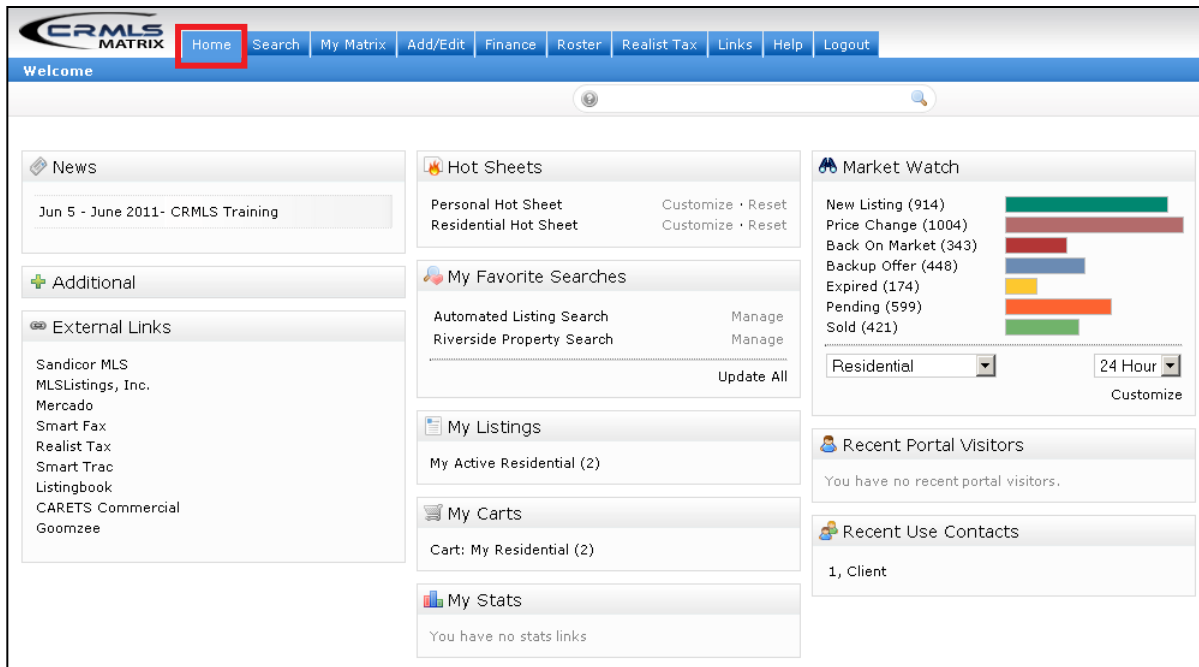 CRMLS
MATRIX
Home Search My Matrix Add/Edit Finance Roster Realist Tax Links Help Logout
Welcome
News
Jun 5 - June 2011- CRMLS Training
Additional
External Links
Sandicor MLS
MLSListings, Inc.
Mercado
Smart Fax
Realist Tax
Smart Trac
Listingbook
CARETS Commercial
Goomzee
Hot Sheets
Personal Hot Sheet Customize · Reset
Residential Hot Sheet Customize · Reset
My Favorite Searches
Automated Listing Search Manage
Riverside Property Search Manage
Update All
My Listings
My Active Residential (2)
My Carts
Cart: My Residential (2)
My Stats
You have no stats links
Market Watch
New Listing (914)
Price Change (1004)
Back On Market (343)
Backup Offer (448)
Expired (174)
Pending (599)
Sold (421)
Residential 24 Hour
Customize
Recent Portal Visitors
You have no recent portal visitors.
Recent Use Contacts
1, Client